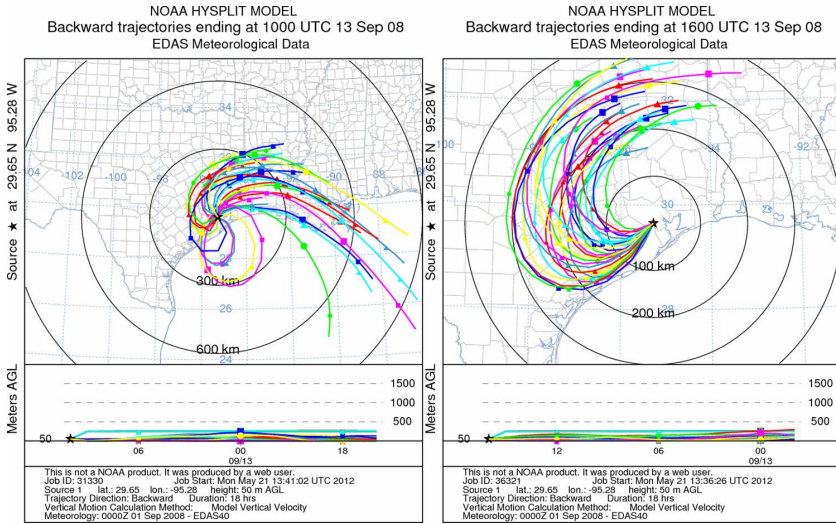 NOAA HYSPLIT MODEL
Backward trajectories ending at 1000 UTC 13 Sep 08
EDAS Meteorological Data
Source ★ at 29.65 N 95.28 W
34
-104
-102
-100
-96
-90
-88
26
24
300 km
600 km
Meters AGL
1500
1000
500
50
06 00 18
09/13
This is not a NOAA product. It was produced by a web user.
Job ID: 31330 Job Start: Mon May 21 13:41:02 UTC 2012
Source 1 lat.: 29.65 lon.: -95.28 height: 50 m AGL
Trajectory Direction: Backward Duration: 18 hrs
Vertical Motion Calculation Method: Model Vertical Velocity
Meteorology: 0000Z 01 Sep 2008 - EDAS40
NOAA HYSPLIT MODEL
Backward trajectories ending at 1600 UTC 13 Sep 08
EDAS Meteorological Data
Source ★ at 29.65 N 95.28 W
32
-100
-94
-92
30
28
100 km
200 km
Meters AGL
1500
1000
500
50
12 06 00
09/13
This is not a NOAA product. It was produced by a web user.
Job ID: 36321 Job Start: Mon May 21 13:36:26 UTC 2012
Source 1 lat.: 29.65 lon.: -95.28 height: 50 m AGL
Trajectory Direction: Backward Duration: 18 hrs
Vertical Motion Calculation Method: Model Vertical Velocity
Meteorology: 0000Z 01 Sep 2008 - EDAS40